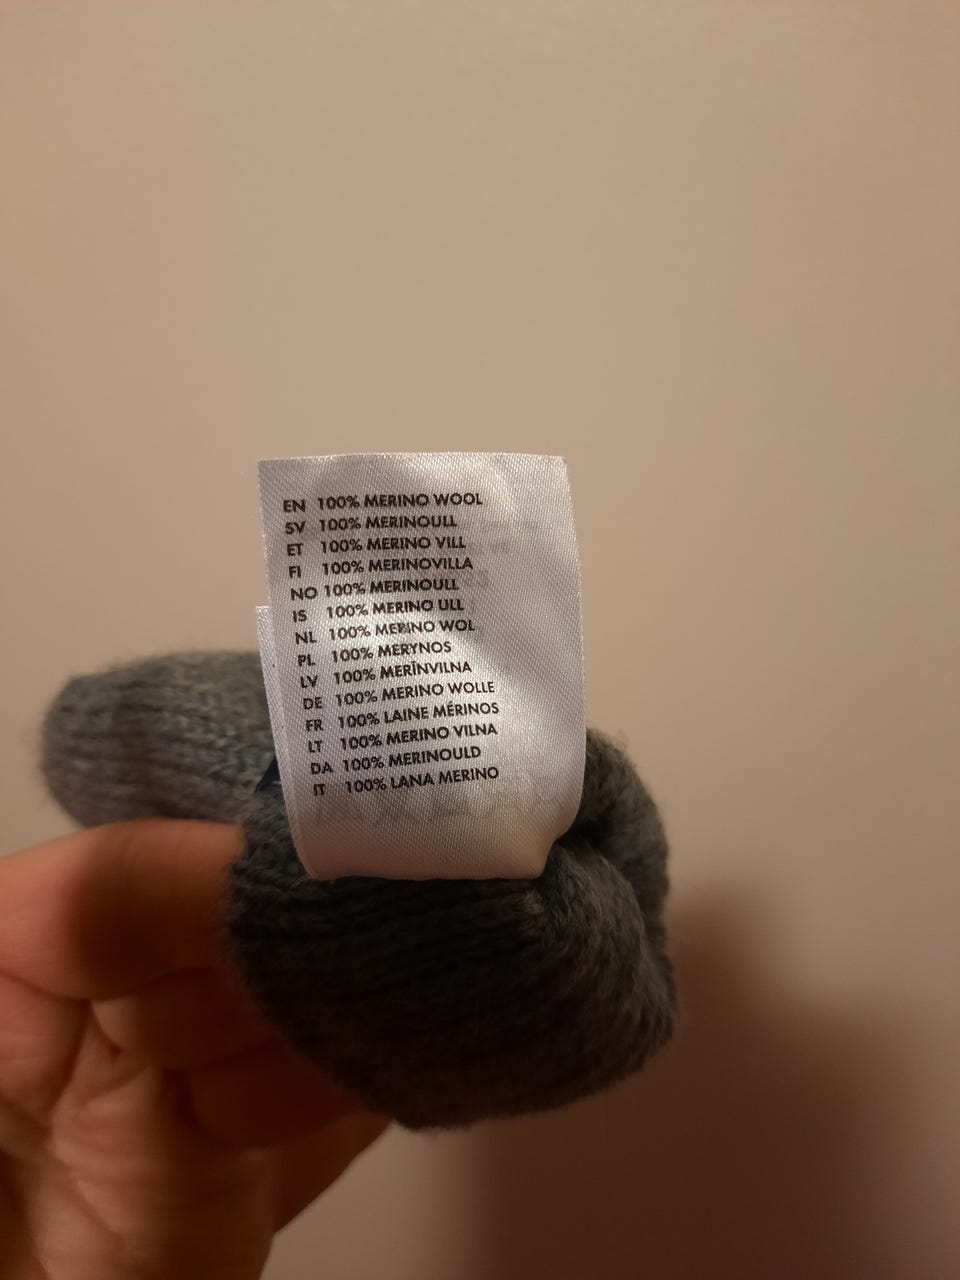 EN 100% MERINO WOOL
SV 100% MERINOULL
ET 100% MERINO VILL
FI 100% MERINOVILLA
NO 100% MERINOULL
IS 100% MERINO ULL
NL 100% MERINO WOL
PL 100% MERYNOS
LV 100% MERĪNVILNA
DE 100% MERINO WOLLE
FR 100% LAINE MÉRINOS
LT 100% MERINO VILNA
DA 100% MERINOULD
IT 100% LANA MERINO